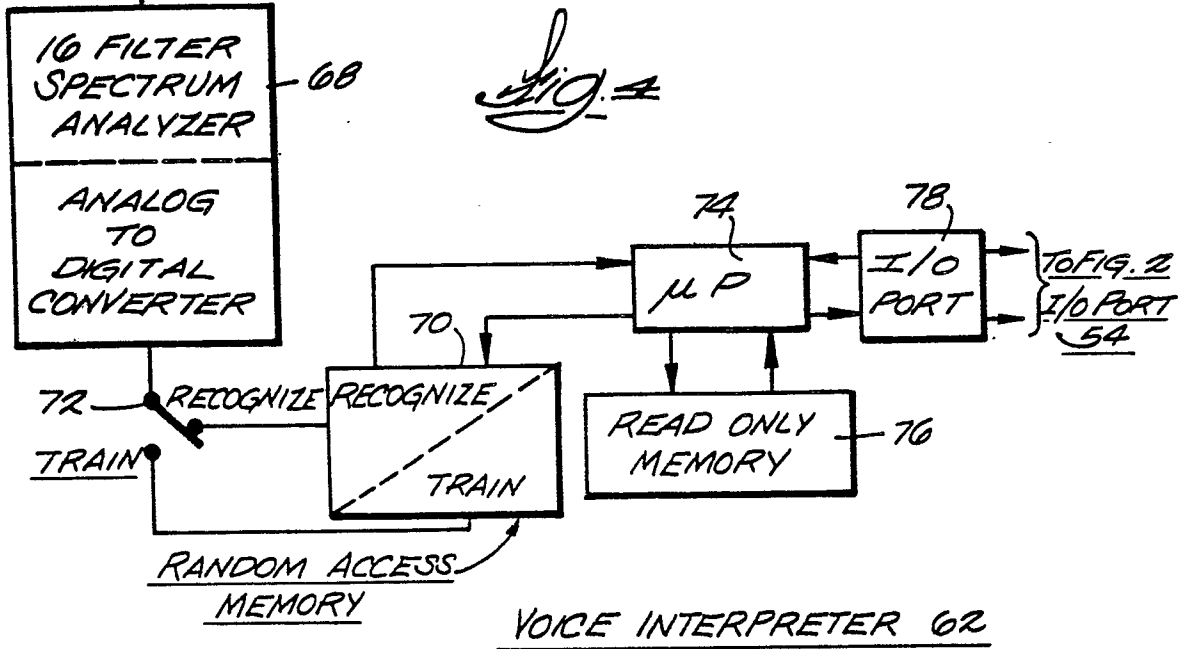 16 FILTER
SPECTRUM
ANALYZER
68
Fig. 4
ANALOG
TO
DIGITAL
CONVERTER
74
78
μP
I/O
PORT
TO FIG. 2
I/O PORT
54
70
72
RECOGNIZE
RECOGNIZE
TRAIN
TRAIN
READ ONLY
MEMORY
76
RANDOM ACCESS
MEMORY
VOICE INTERPRETER 62